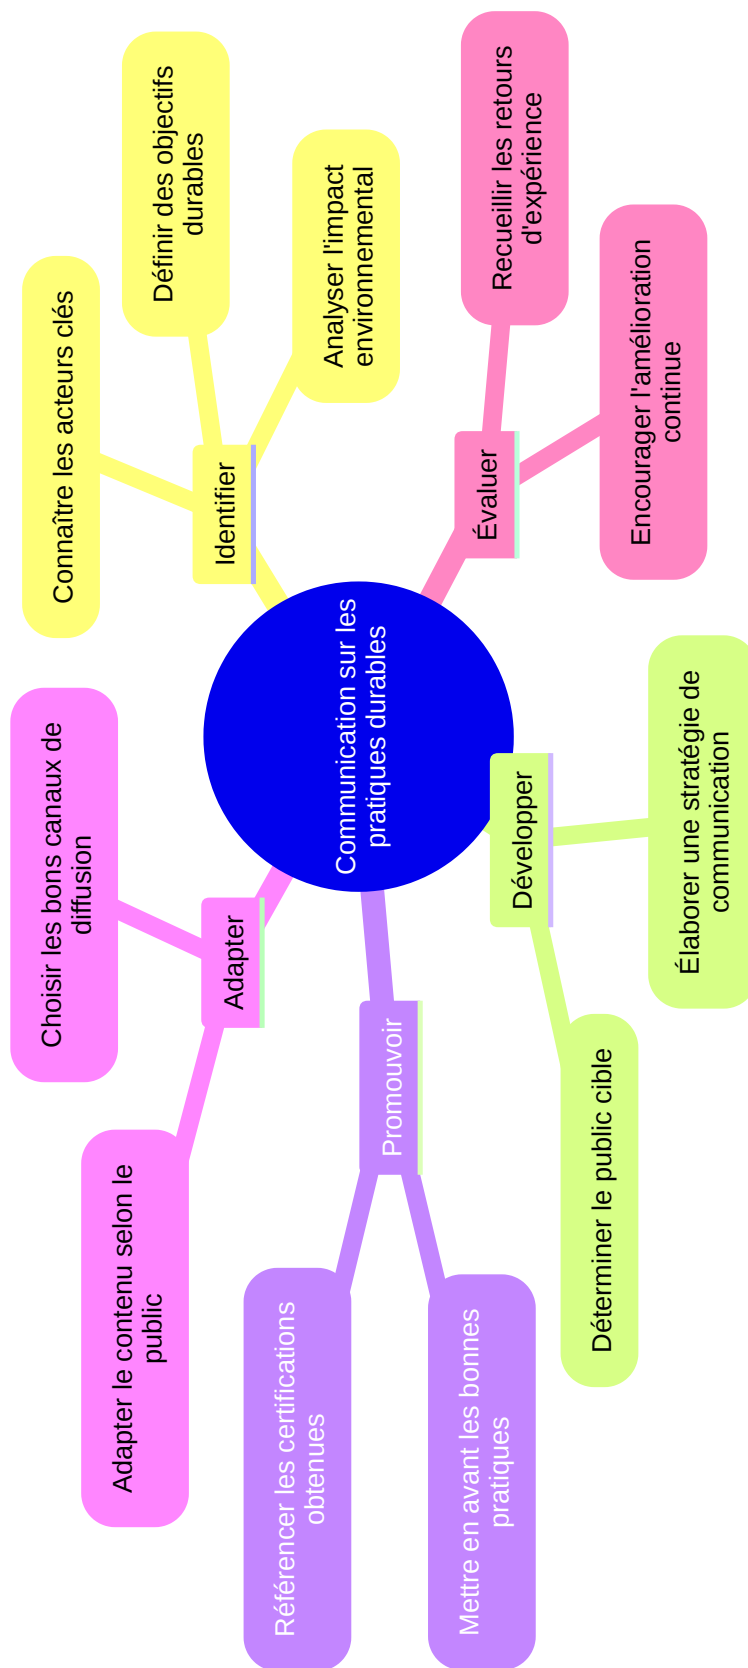 Communication sur les
pratiques durables
Identifier
Connaître les acteurs clés
Définir des objectifs
durables
Analyser l'impact
environnemental
Évaluer
Recueillir les retours
d'expérience
Encourager l'amélioration
continue
Développer
Élaborer une stratégie de
communication
Déterminer le public cible
Promouvoir
Mettre en avant les bonnes
pratiques
Référencer les certifications
obtenues
Adapter
Adapter le contenu selon le
public
Choisir les bons canaux de
diffusion